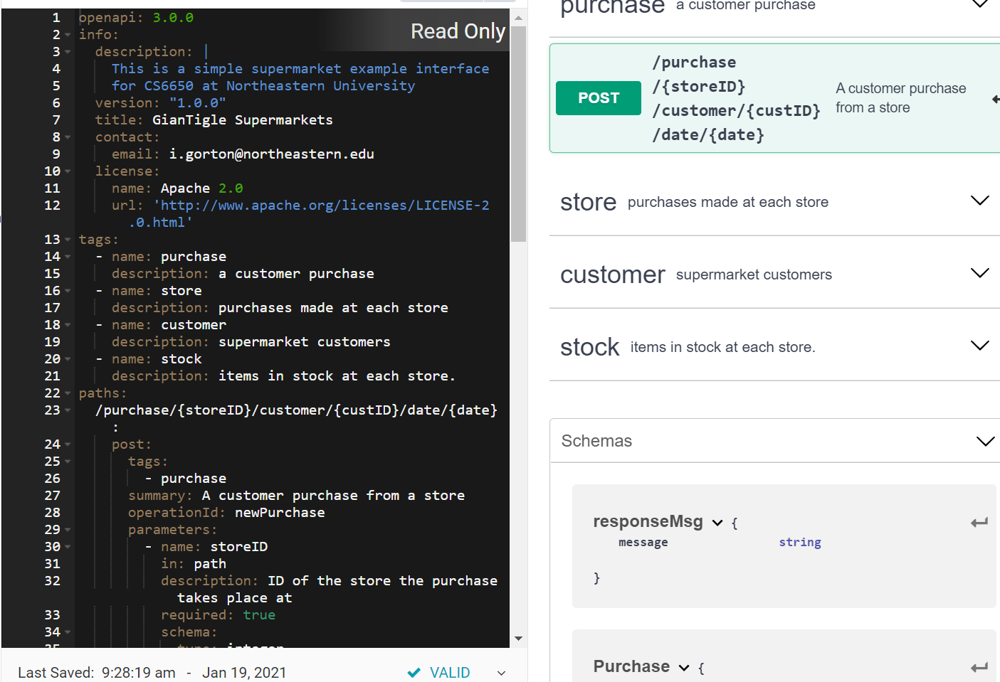 1 openapi: 3.0.0
Read Only
2 info:
3 description: |
4 This is a simple supermarket example interface
5 for CS6650 at Northeastern University
6 version: "1.0.0"
7 title: GianTigle Supermarkets
8 contact:
9 email: i.gorton@northeastern.edu
10 license:
11 name: Apache 2.0
12 url: 'http://www.apache.org/licenses/LICENSE-2
.0.html'
13 tags:
14 - name: purchase
15 description: a customer purchase
16 - name: store
17 description: purchases made at each store
18 - name: customer
19 description: supermarket customers
20 - name: stock
21 description: items in stock at each store.
22 paths:
23 /purchase/{storeID}/customer/{custID}/date/{date}
:
24 post:
25 tags:
26 - purchase
27 summary: A customer purchase from a store
28 operationId: newPurchase
29 parameters:
30 - name: storeID
31 in: path
32 description: ID of the store the purchase
takes place at
33 required: true
34 schema:
35 type: integer
Last Saved: 9:28:19 am - Jan 19, 2021
VALID
purchase a customer purchase
POST
/purchase
/{storeID}
/customer/{custID}
/date/{date}
A customer purchase
from a store
store purchases made at each store
customer supermarket customers
stock items in stock at each store.
Schemas
responseMsg {
message string
}
Purchase {